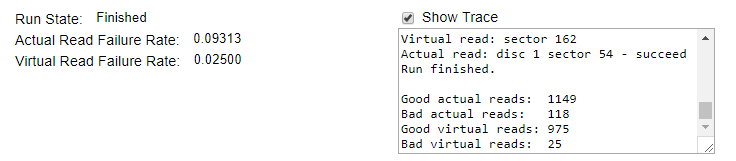 Run State: Finished
Actual Read Failure Rate: 0.09313
Virtual Read Failure Rate: 0.02500
Show Trace
Virtual read: sector 162
Actual read: disc 1 sector 54 - succeed
Run finished.
Good actual reads: 1149
Bad actual reads: 118
Good virtual reads: 975
Bad virtual reads: 25